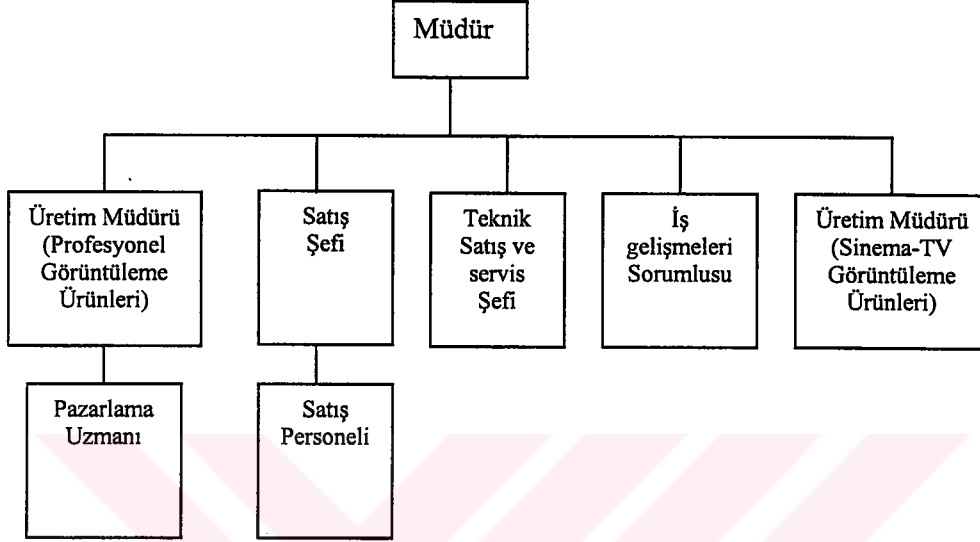 Müdür
Üretim Müdürü
(Profesyonel
Görüntüleme
Ürünleri)
Satış
Şefi
Teknik
Satış ve
servis
Şefi
İş
gelişmeleri
Sorumlusu
Üretim Müdürü
(Sinema-TV
Görüntüleme
Ürünleri)
Pazarlama
Uzmanı
Satış
Personeli